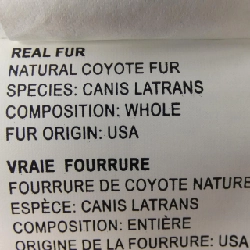 REAL FUR
NATURAL COYOTE FUR
SPECIES: CANIS LATRANS
COMPOSITION: WHOLE
FUR ORIGIN: USA
VRAIE FOURRURE
FOURRURE DE COYOTE NATURE
ESPÈCE: CANIS LATRANS
COMPOSITION: ENTIÈRE
ORIGINE DE LA FOURRURE: USA